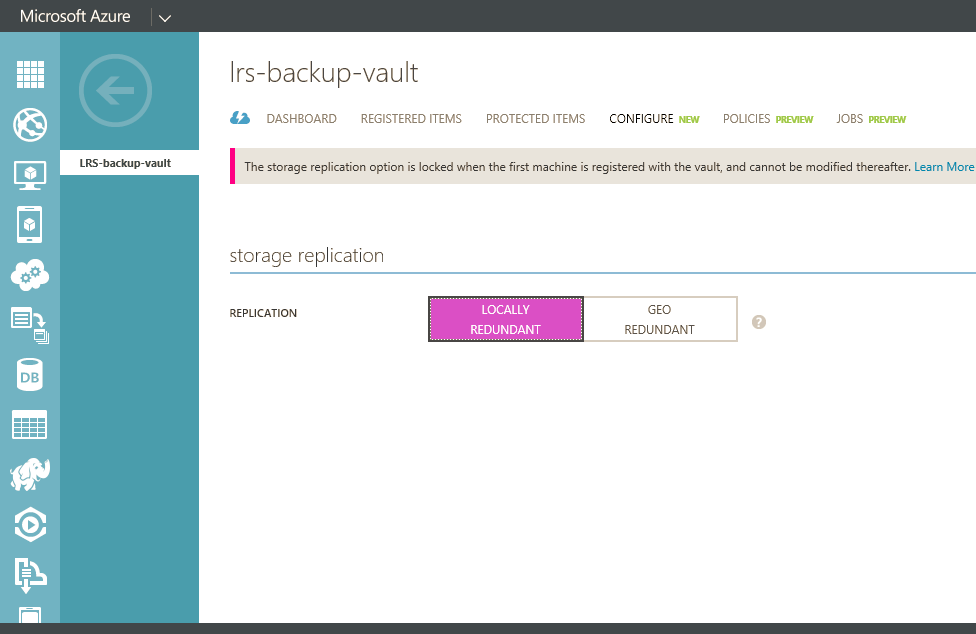 Microsoft Azure
lrs-backup-vault
DASHBOARD REGISTERED ITEMS PROTECTED ITEMS CONFIGURE NEW POLICIES PREVIEW JOBS PREVIEW
LRS-backup-vault
The storage replication option is locked when the first machine is registered with the vault, and cannot be modified thereafter. Learn More
storage replication
REPLICATION
LOCALLY
REDUNDANT
GEO
REDUNDANT
?
DB